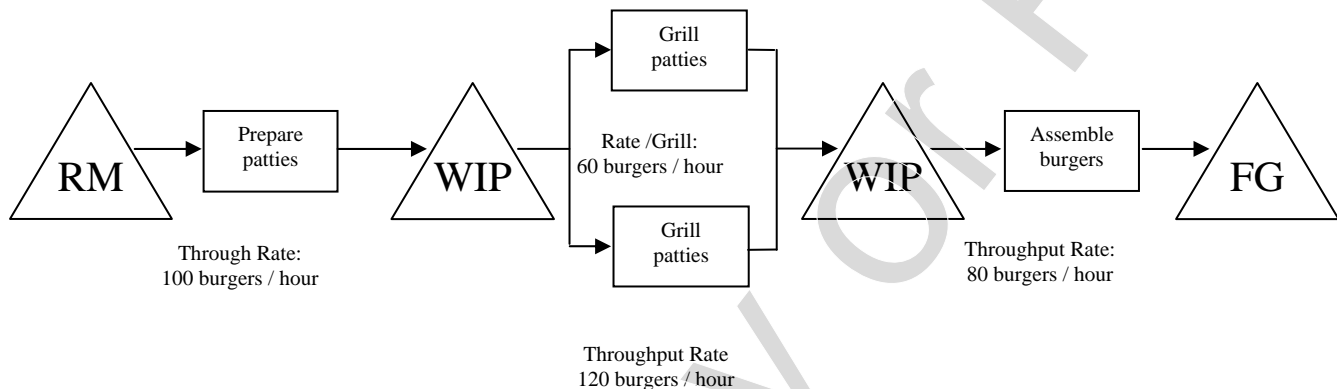 Grill
patties
RM
Prepare
patties
WIP
Rate /Grill:
60 burgers / hour
WIP
Assemble
burgers
FG
Grill
patties
Through Rate:
100 burgers / hour
Throughput Rate:
80 burgers / hour
Throughput Rate
120 burgers / hour
y or